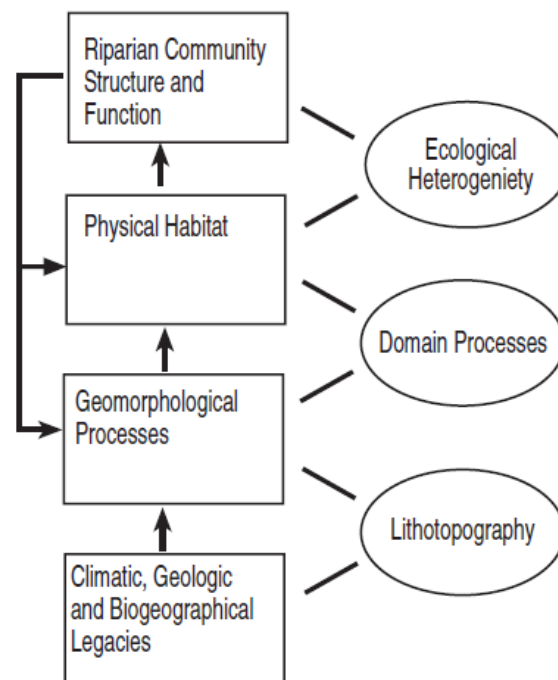 Riparian Community
Structure and
Function
Ecological
Heterogeniety
Physical Habitat
Domain Processes
Geomorphological
Processes
Lithotopography
Climatic, Geologic
and Biogeographical
Legacies